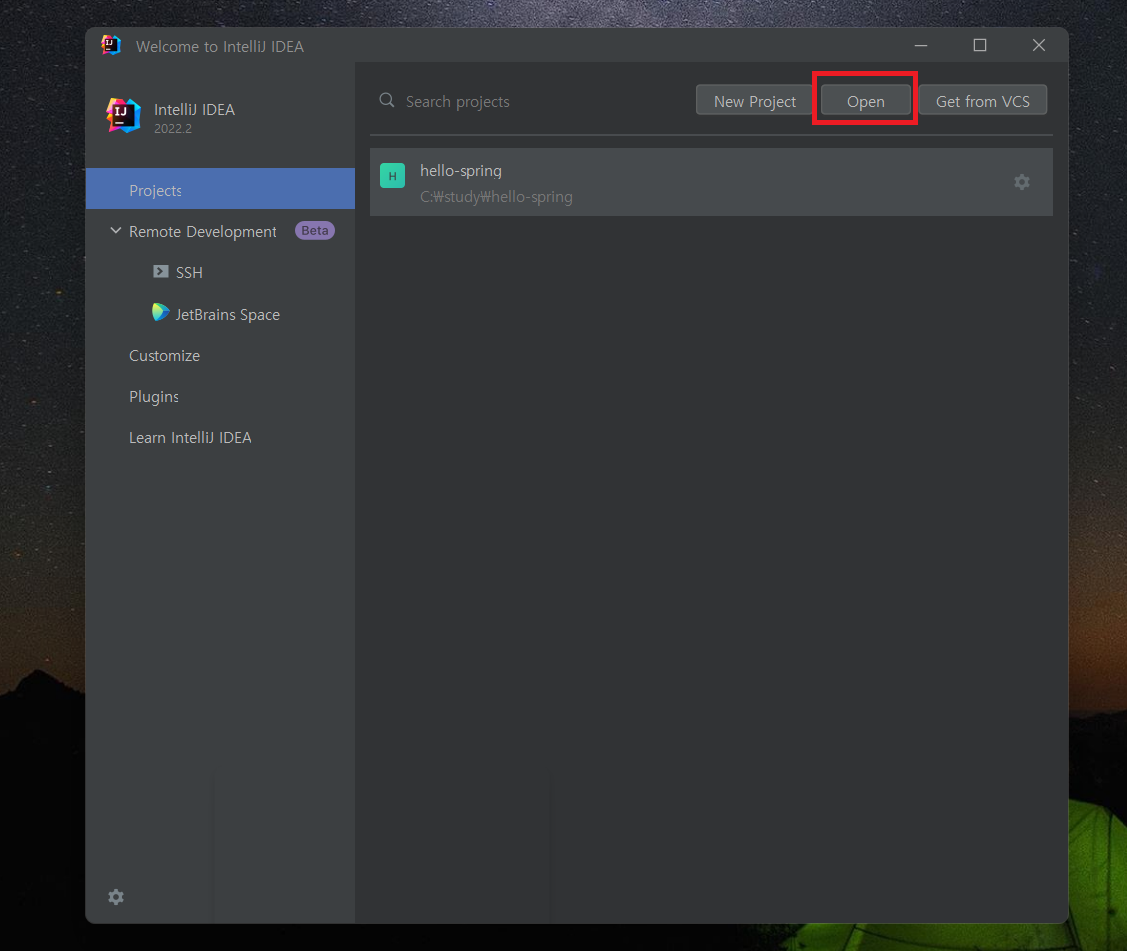 Welcome to IntelliJ IDEA
IJ
IntelliJ IDEA
2022.2
Search projects
New Project
Open
Get from VCS
Projects
Remote Development Beta
SSH
JetBrains Space
Customize
Plugins
Learn IntelliJ IDEA
H
hello-spring
C:₩study₩hello-spring